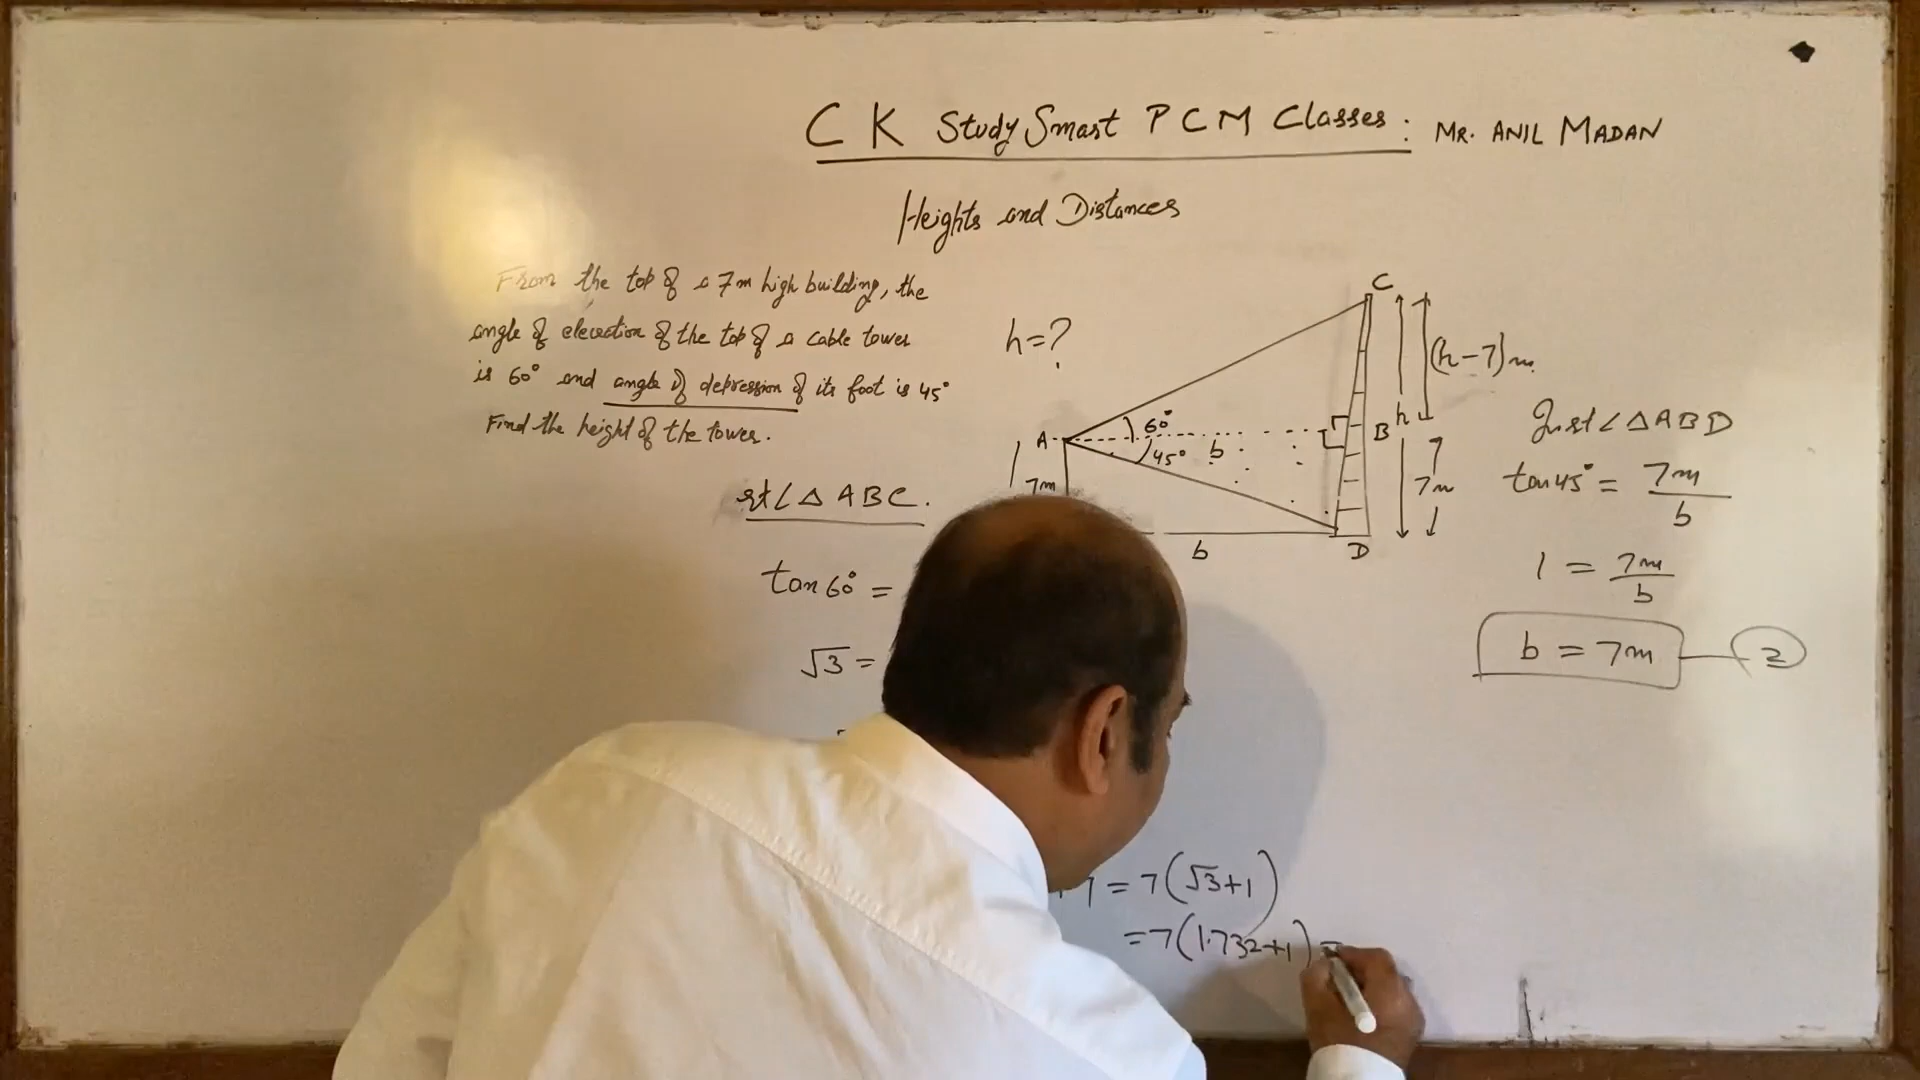 C K Study Smart P C M Classes : MR. ANIL MADAN
Heights and Distances
From the top of a 7m high building, the
angle of elevation of the top of a cable tower
is 60° and angle of depression of its foot is 45°
Find the height of the tower.
h=?
C
(h-7)m
A
60°
45°
b
B
h
7m
7m
b
D
rt∠ΔABC.
tan60° =
√3 =
In rt∠ΔABD
tan45° = 7m/b
1 = 7m/b
b = 7m — 2
+7 = 7(√3+1)
=7(1.732+1) =